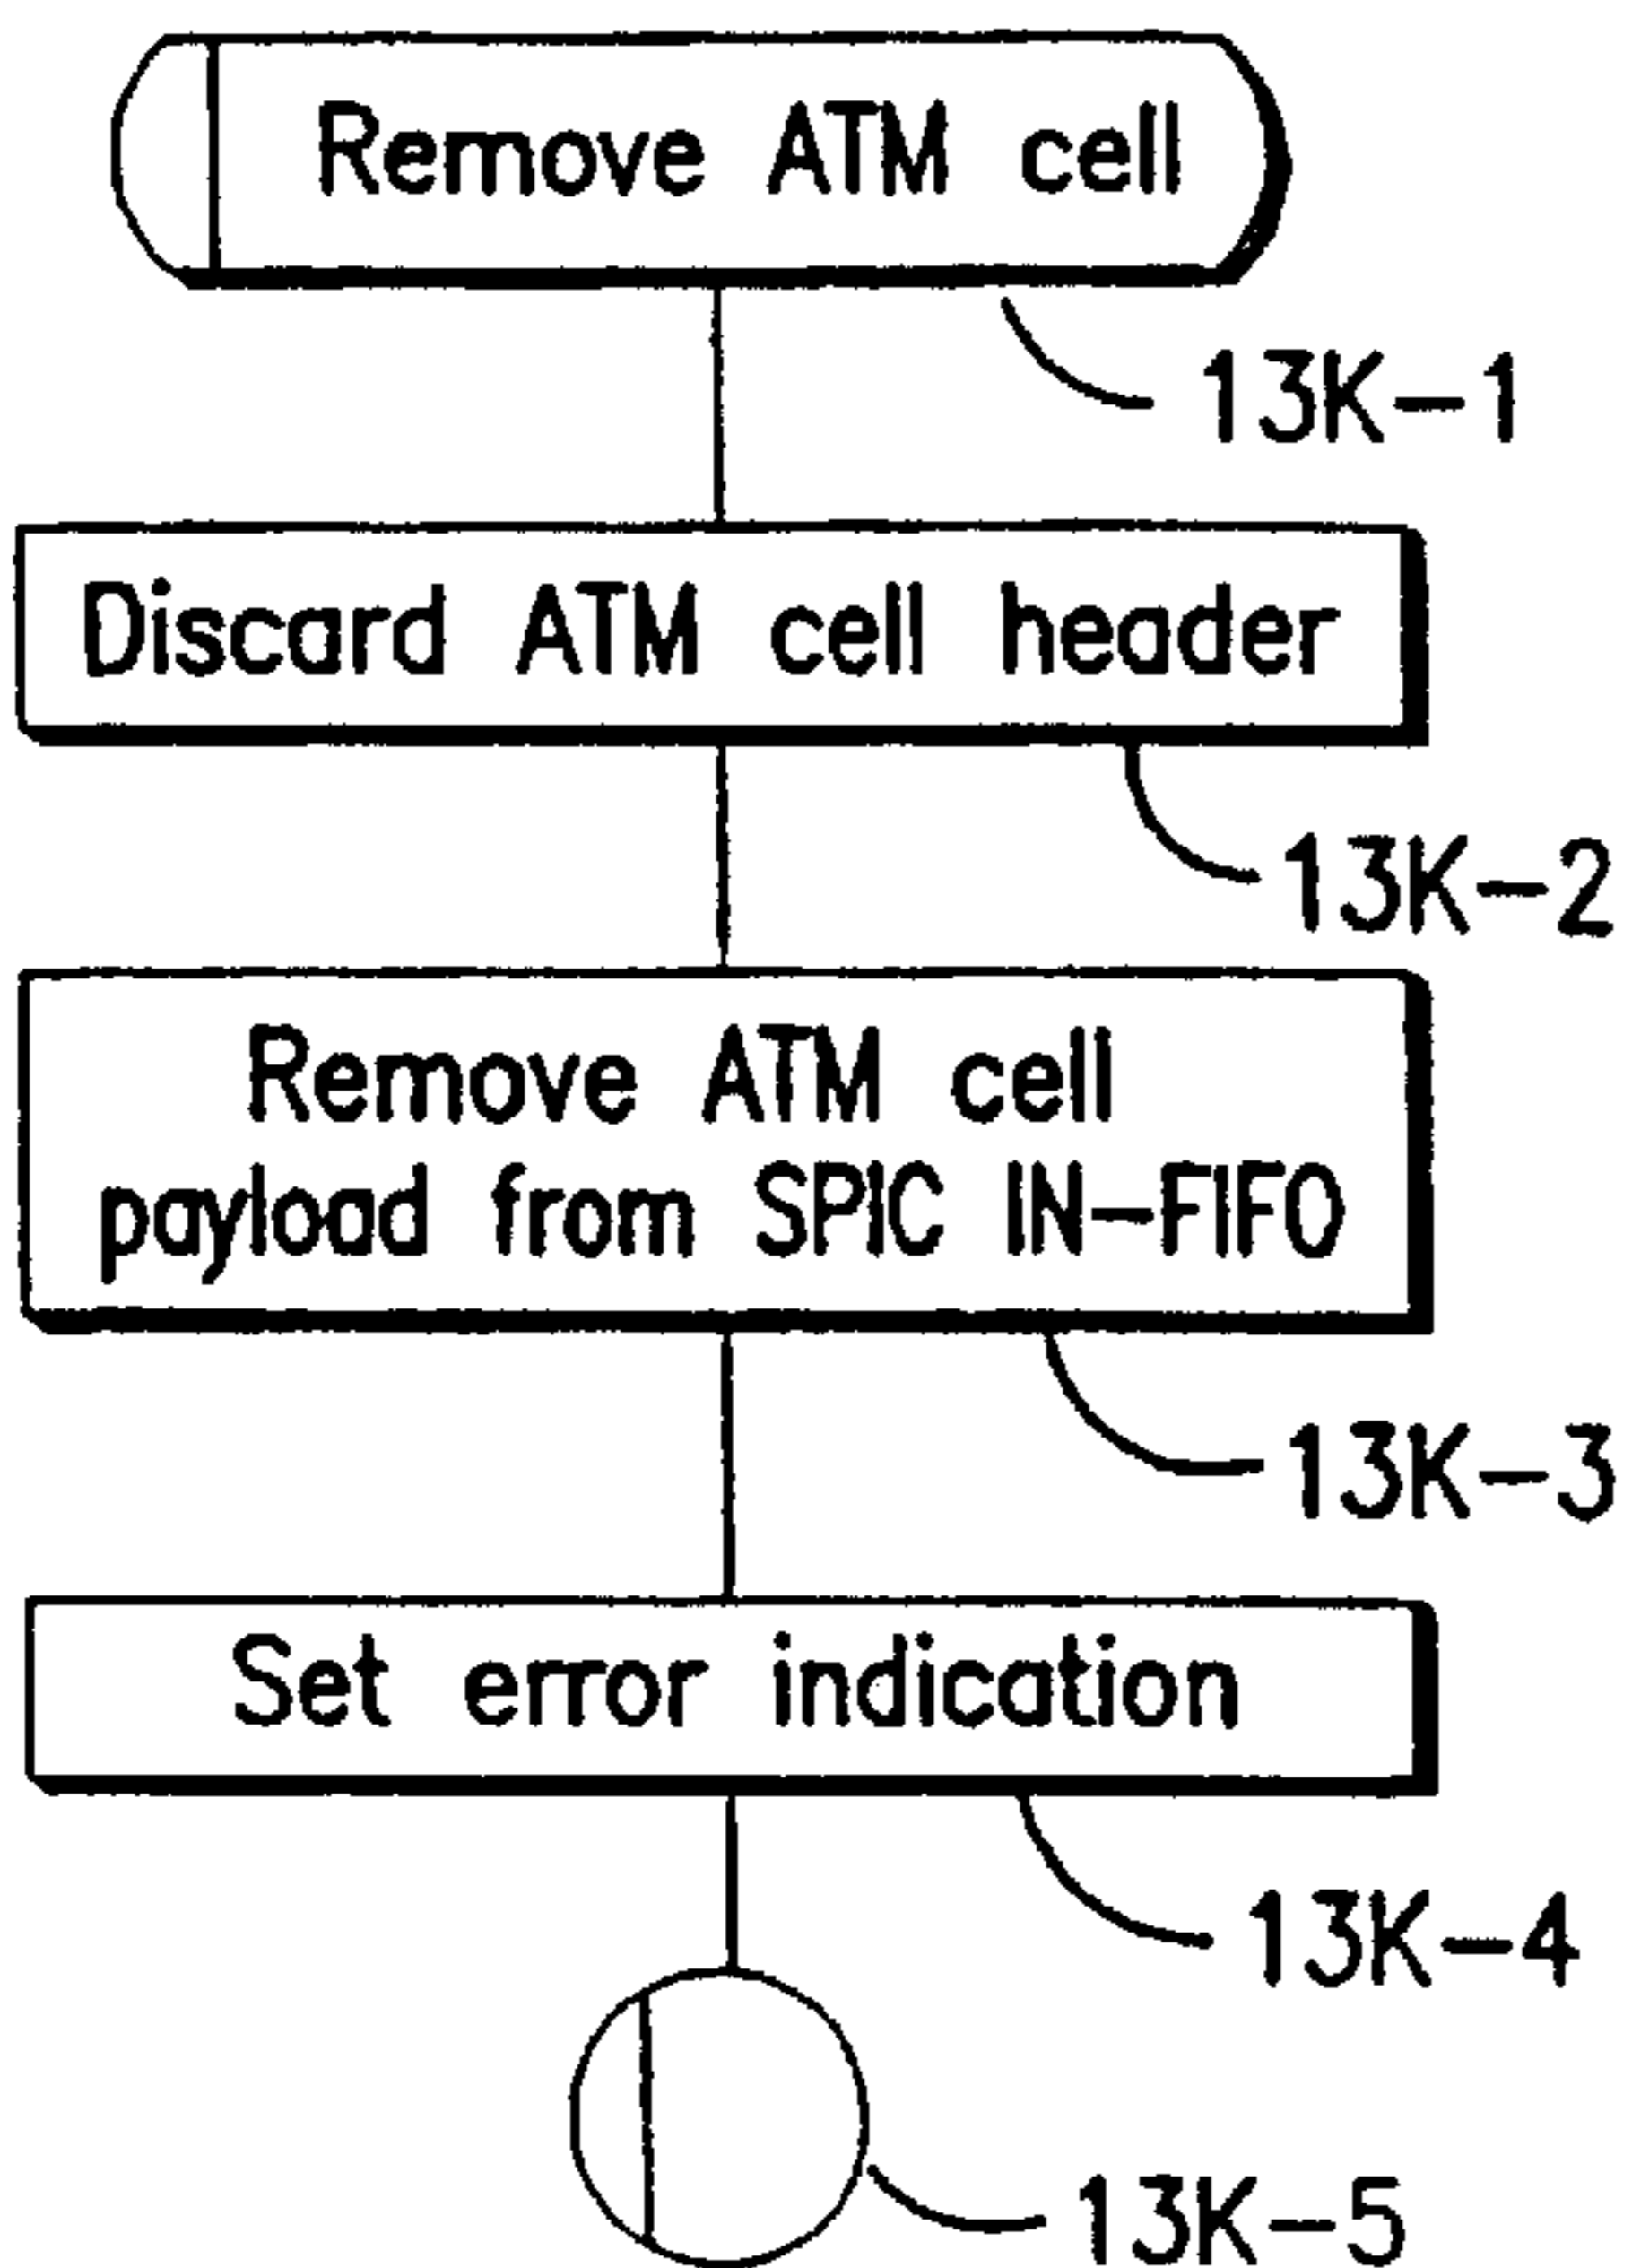 Remove ATM cell
13K-1
Discard ATM cell header
13K-2
Remove ATM cell
payload from SPIC IN-FIFO
13K-3
Set error indication
13K-4
13K-5